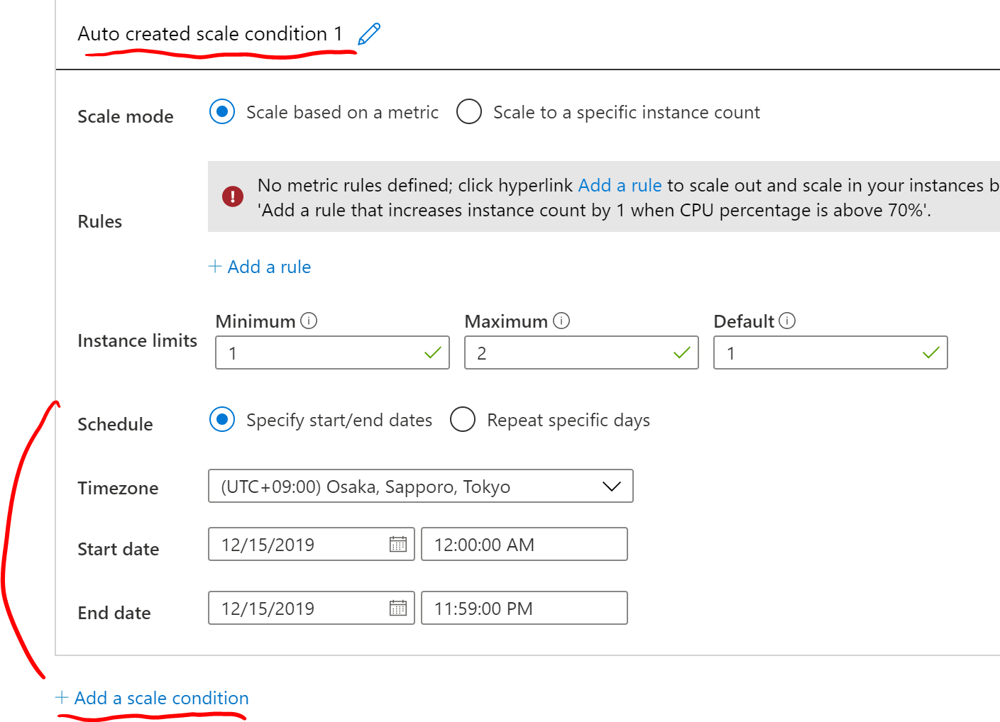 Auto created scale condition 1
Scale mode
Scale based on a metric
Scale to a specific instance count
Rules
No metric rules defined; click hyperlink Add a rule to scale out and scale in your instances b
'Add a rule that increases instance count by 1 when CPU percentage is above 70%'.
+ Add a rule
Instance limits
Minimum
Maximum
Default
1
2
1
Schedule
Specify start/end dates
Repeat specific days
Timezone
(UTC+09:00) Osaka, Sapporo, Tokyo
Start date
12/15/2019
12:00:00 AM
End date
12/15/2019
11:59:00 PM
+ Add a scale condition